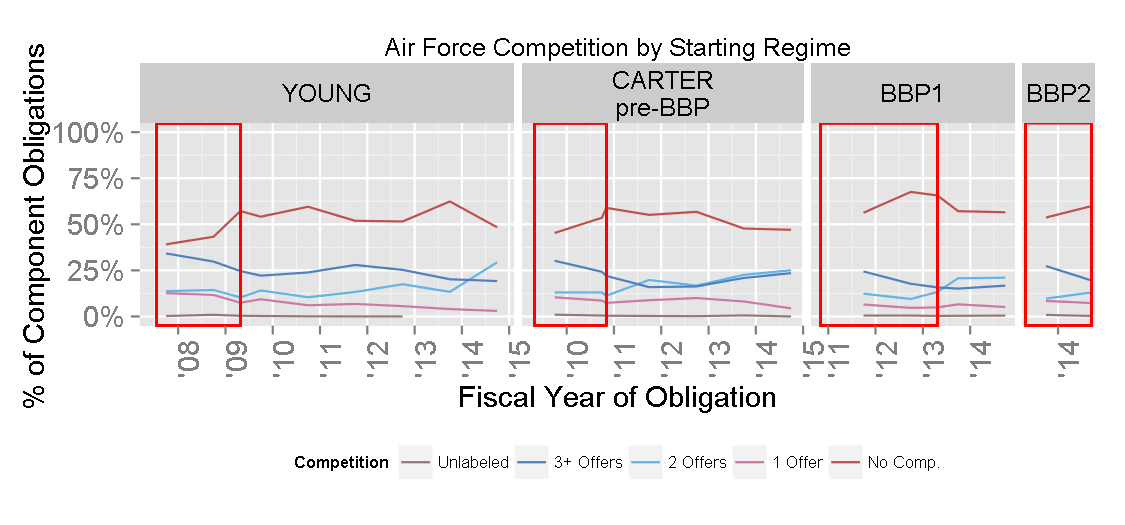 Air Force Competition by Starting Regime
YOUNG
CARTER
pre-BBP
BBP1
BBP2
% of Component Obligations
100%
75%
50%
25%
0%
'08 '09 '10 '11 '12 '13 '14 '15
'10 '11 '12 '13 '14 '15
'11 '12 '13 '14
'14
Fiscal Year of Obligation
Competition Unlabeled 3+ Offers 2 Offers 1 Offer No Comp.